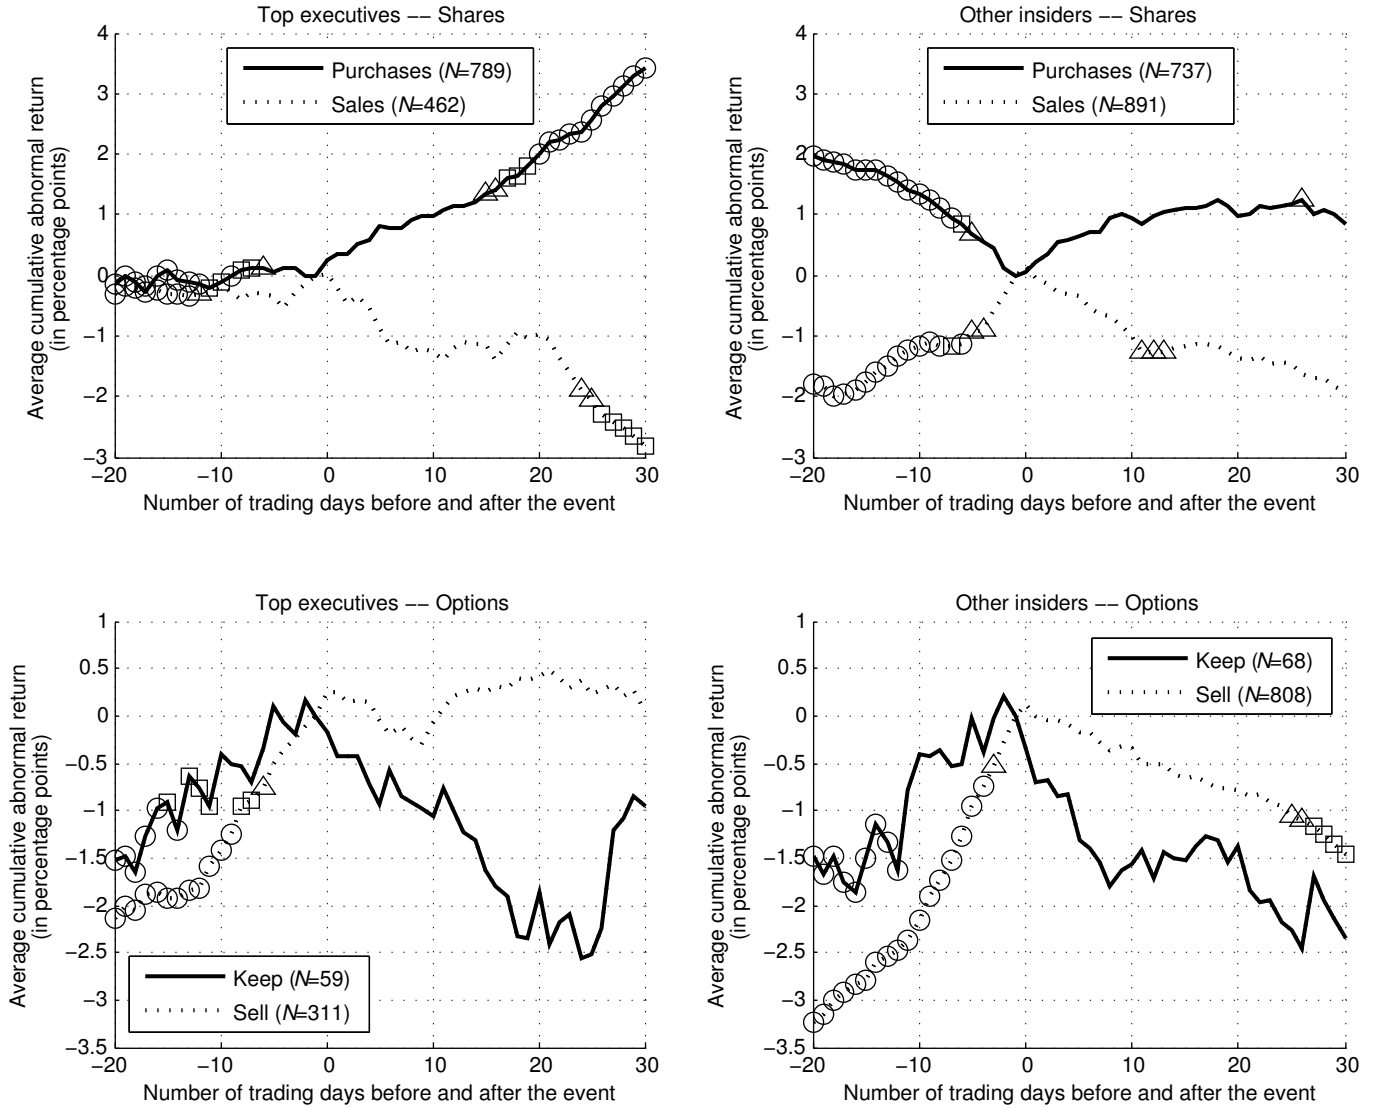 Top executives −− Shares
Average cumulative abnormal return
(in percentage points)
4
3
2
1
0
−1
−2
−3
Purchases (N=789)
Sales (N=462)
−20 −10 0 10 20 30
Number of trading days before and after the event
Other insiders −− Shares
Average cumulative abnormal return
(in percentage points)
4
3
2
1
0
−1
−2
−3
Purchases (N=737)
Sales (N=891)
−20 −10 0 10 20 30
Number of trading days before and after the event
Top executives −− Options
Average cumulative abnormal return
(in percentage points)
1
0.5
0
−0.5
−1
−1.5
−2
−2.5
−3
−3.5
Keep (N=59)
Sell (N=311)
−20 −10 0 10 20 30
Number of trading days before and after the event
Other insiders −− Options
Average cumulative abnormal return
(in percentage points)
1
0.5
0
−0.5
−1
−1.5
−2
−2.5
−3
−3.5
Keep (N=68)
Sell (N=808)
−20 −10 0 10 20 30
Number of trading days before and after the event